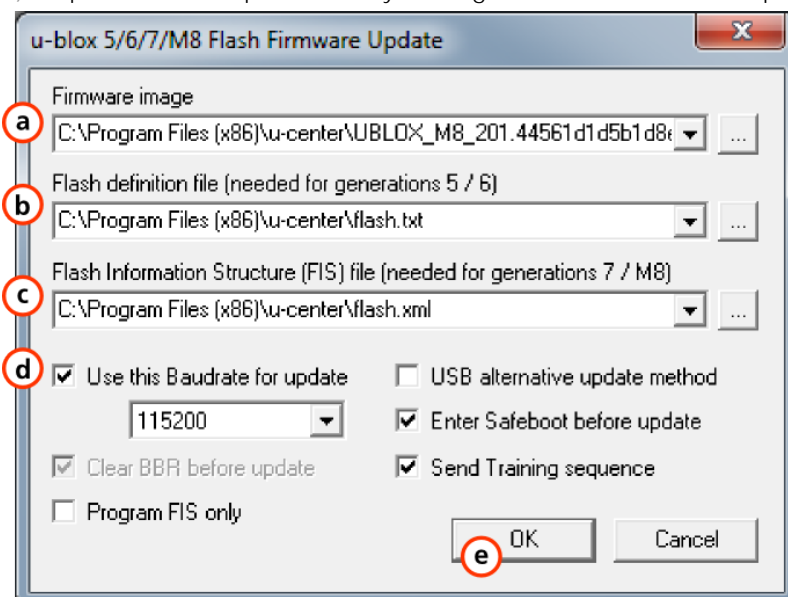 u-blox 5/6/7/M8 Flash Firmware Update
x
Firmware image
a
C:\Program Files (x86)\u-center\UBLOX_M8_201.44561d1d5b1d8e
...
Flash definition file (needed for generations 5 / 6)
b
C:\Program Files (x86)\u-center\flash.txt
...
Flash Information Structure (FIS) file (needed for generations 7 / M8)
c
C:\Program Files (x86)\u-center\flash.xml
...
d
Use this Baudrate for update
USB alternative update method
115200
Enter Safeboot before update
Clear BBR before update
Send Training sequence
Program FIS only
OK
Cancel
e